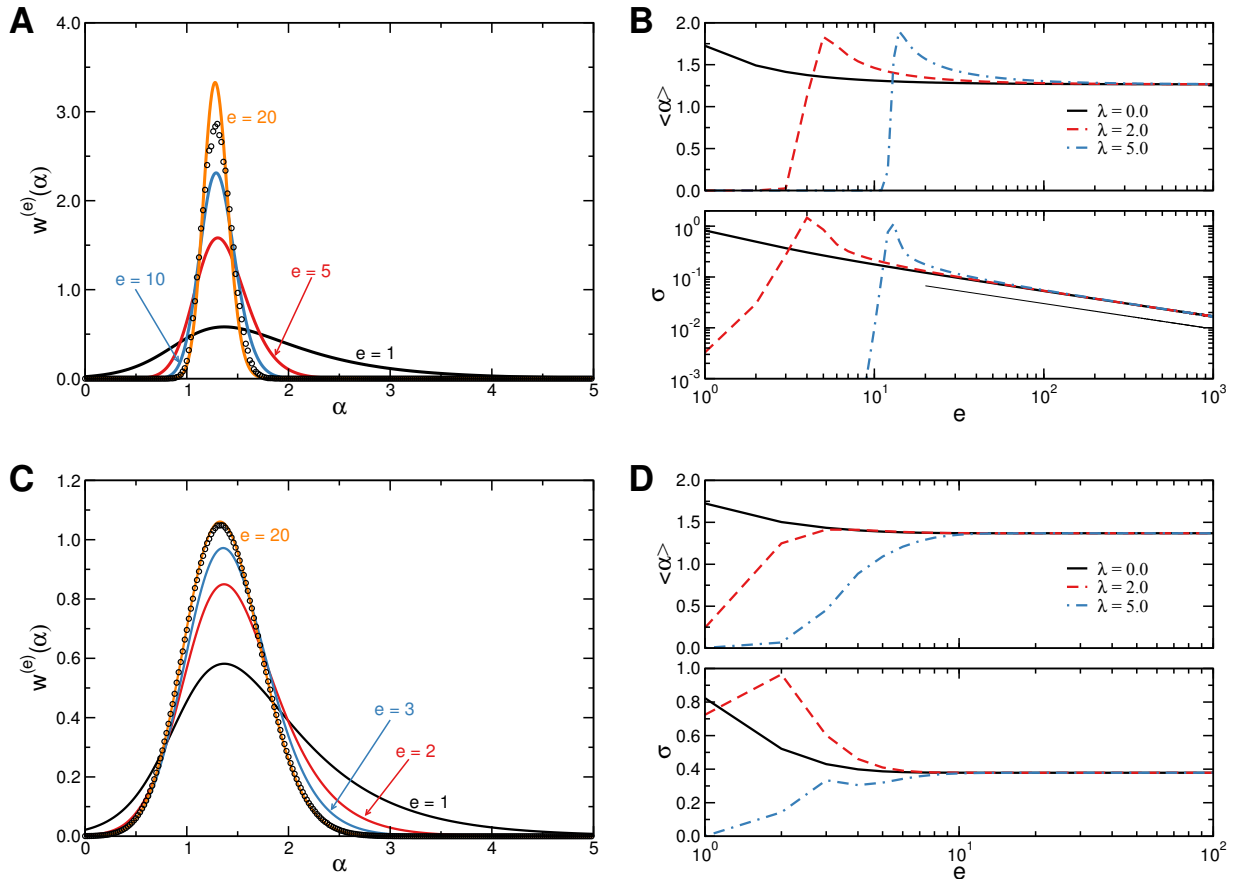 A
4.0
3.0
2.0
1.0
0.0
w(e)(α)
e = 20
e = 10
e = 5
e = 1
0 1 2 3 4 5
α
B
2.0
1.5
1.0
0.5
0.0
<α>
λ = 0.0
λ = 2.0
λ = 5.0
10^0
10^-1
10^-2
10^-3
σ
10^0 10^1 10^2 10^3
e
C
1.2
1.0
0.8
0.6
0.4
0.2
0.0
w(e)(α)
e = 20
e = 3
e = 2
e = 1
0 1 2 3 4 5
α
D
2.0
1.5
1.0
0.5
0.0
<α>
λ = 0.0
λ = 2.0
λ = 5.0
1.0
0.8
0.6
0.4
0.2
0.0
σ
10^0 10^1 10^2
e